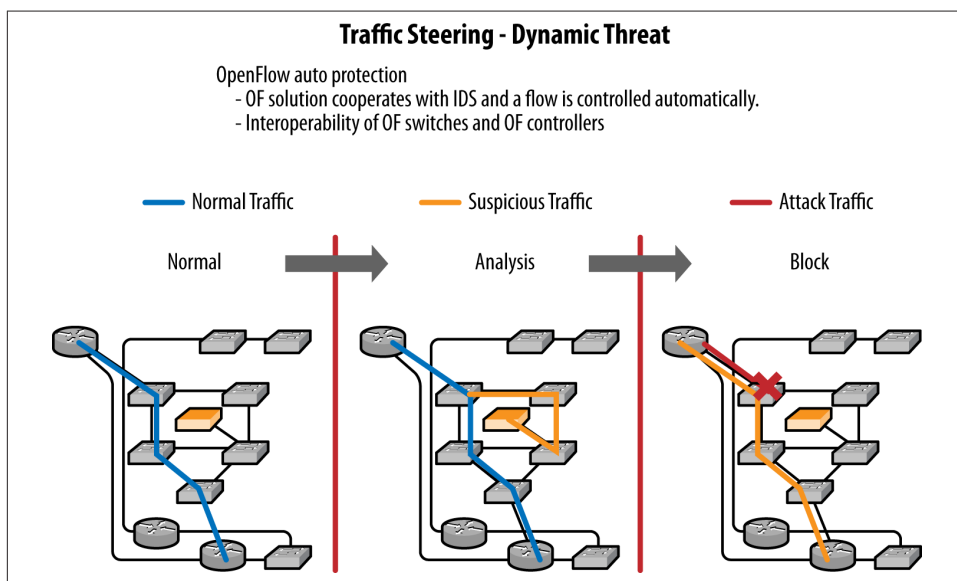 Traffic Steering - Dynamic Threat
OpenFlow auto protection
- OF solution cooperates with IDS and a flow is controlled automatically.
- Interoperability of OF switches and OF controllers
Normal Traffic
Suspicious Traffic
Attack Traffic
Normal
Analysis
Block